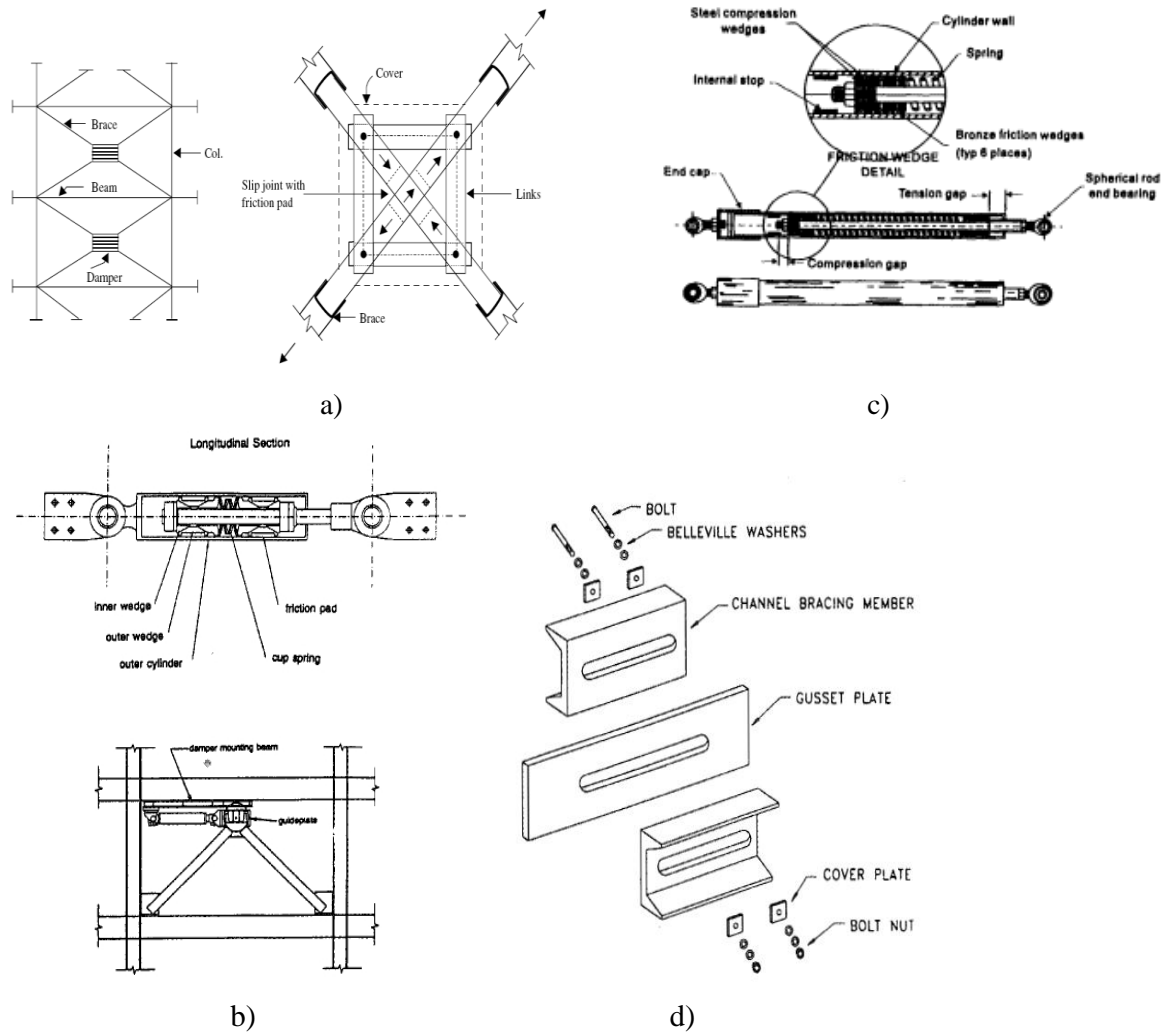 Brace
Beam
Col.
Damper
Cover
Slip joint with
friction pad
Links
Brace
a)
Steel compression
wedges
Cylinder wall
Spring
Internal stop
Bronze friction wedges
(typ 6 places)
FRICTION WEDGE
DETAIL
End cap
Tension gap
Spherical rod
end bearing
Compression gap
c)
Longitudinal Section
inner wedge
outer wedge
outer cylinder
friction pad
cup spring
damper mounting beam
guideplate
b)
BOLT
BELLEVILLE WASHERS
CHANNEL BRACING MEMBER
GUSSET PLATE
COVER PLATE
BOLT NUT
d)